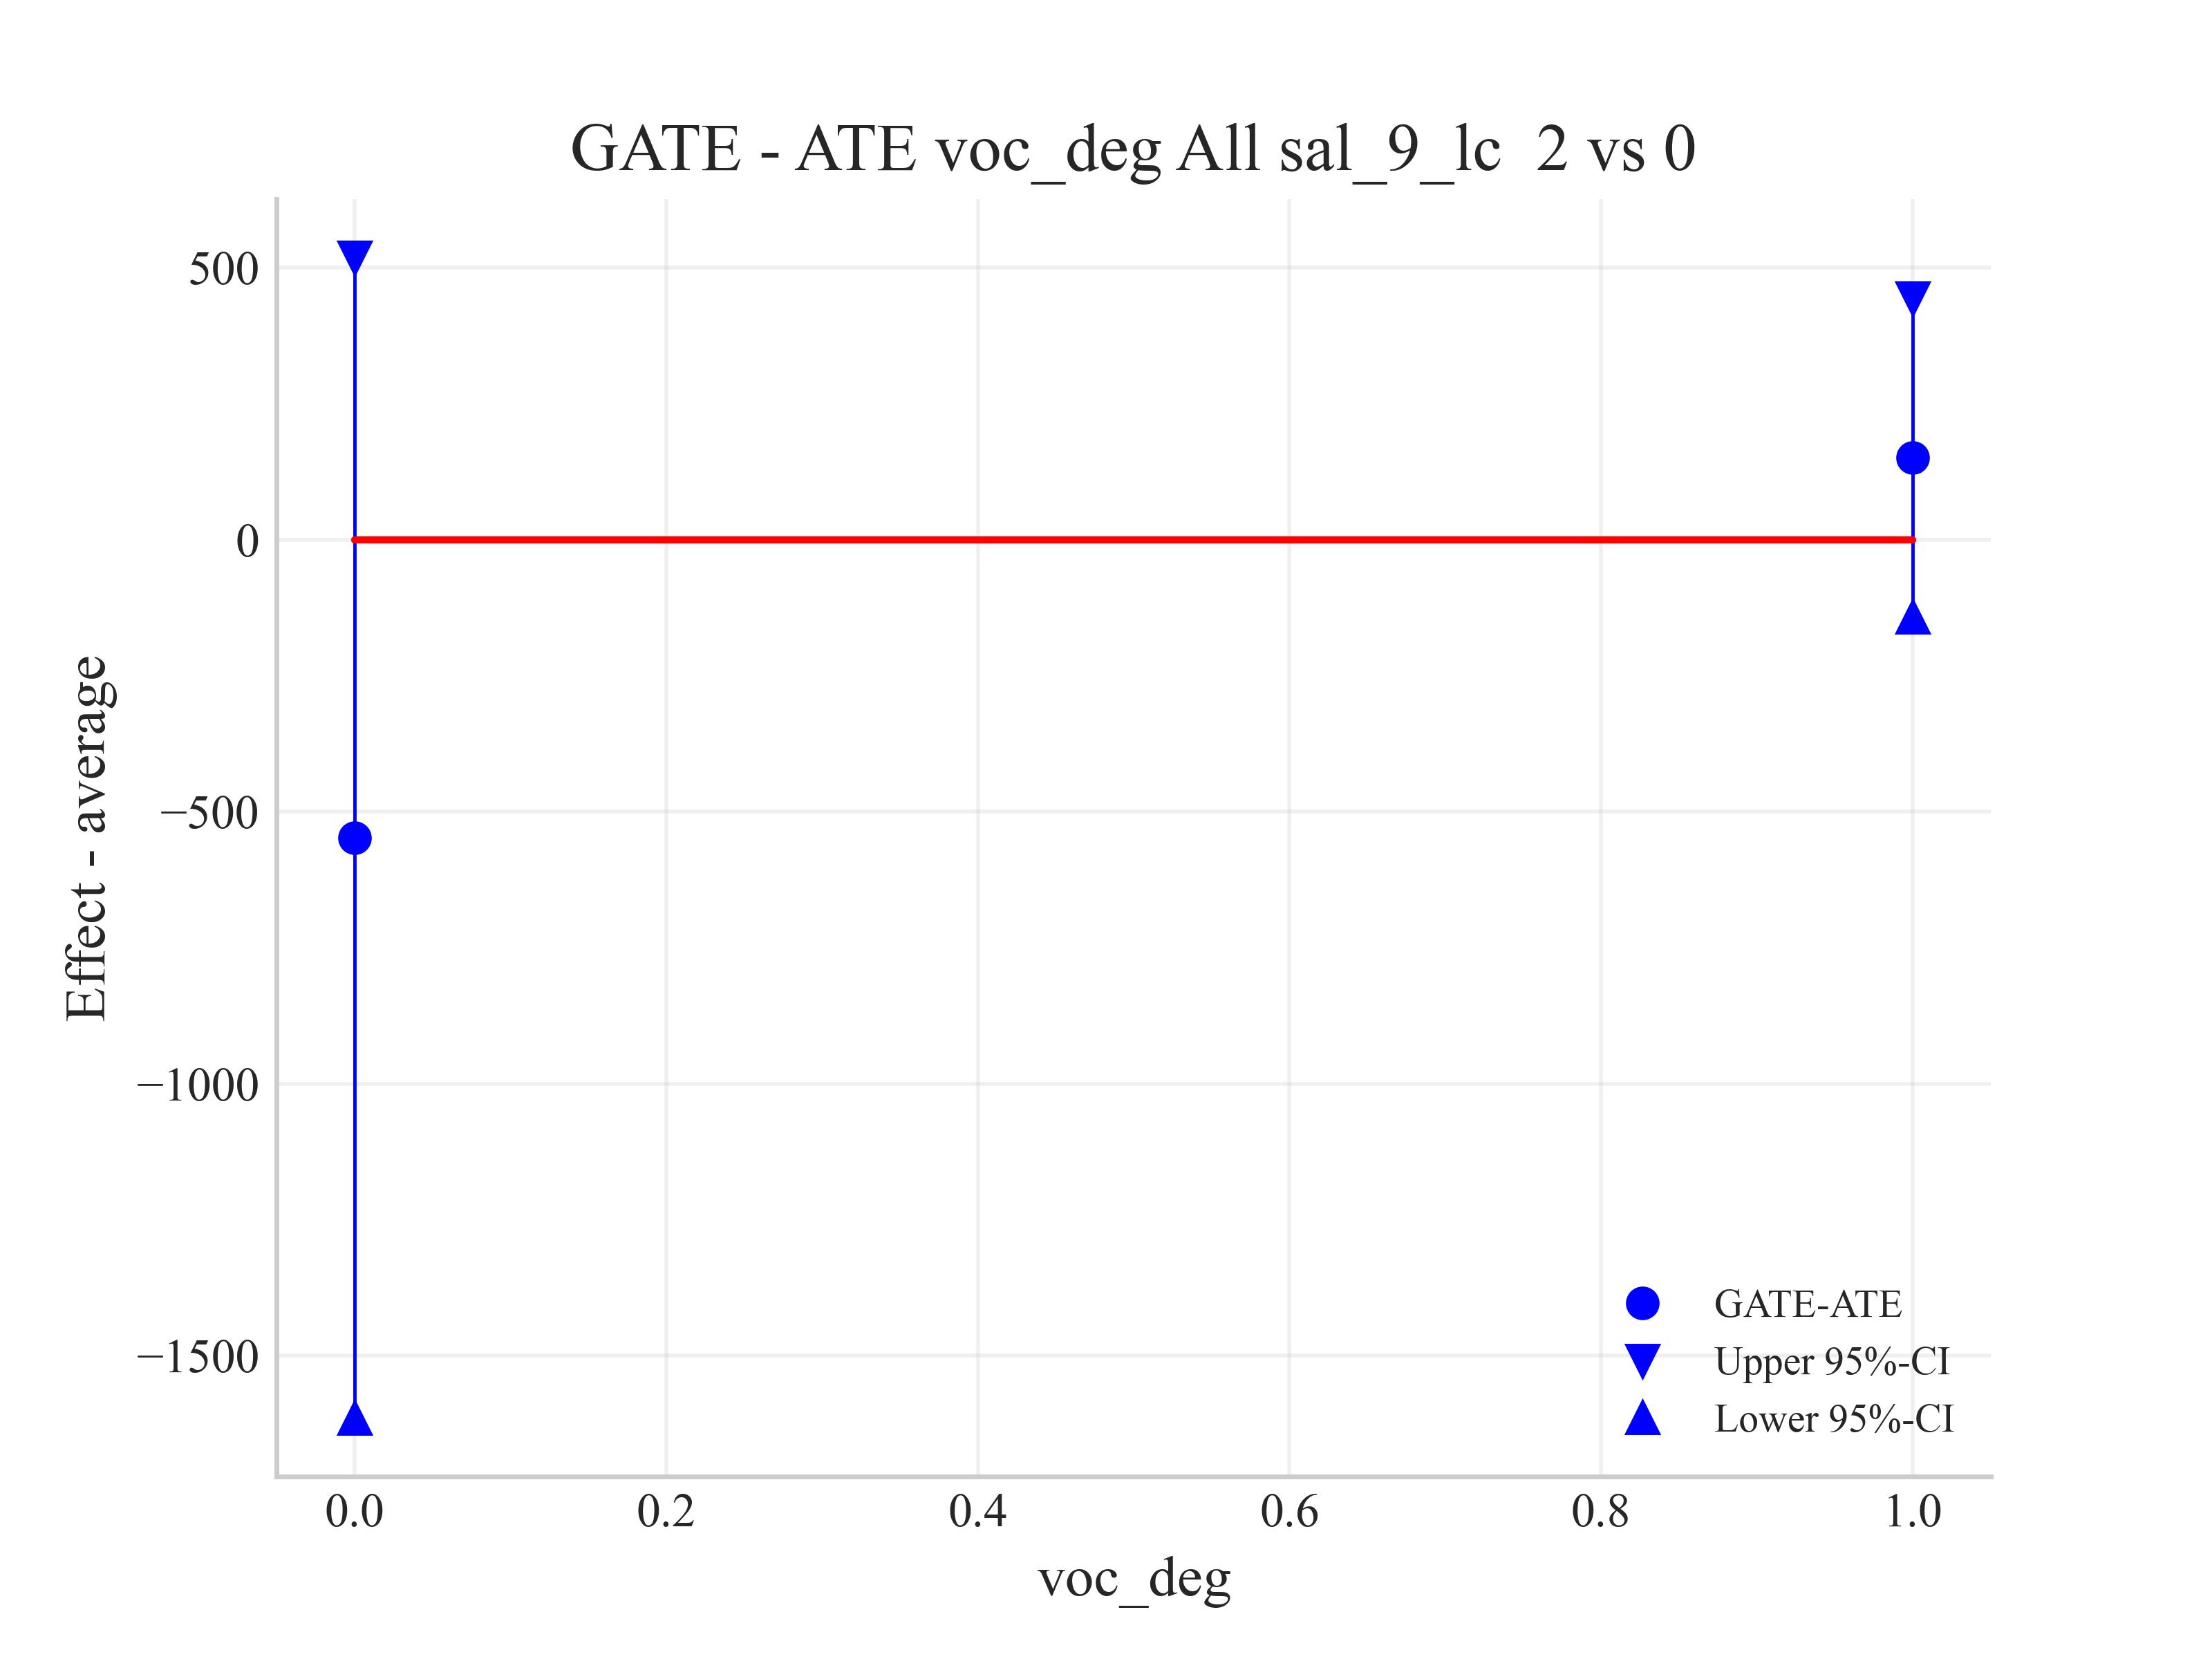 GATE - ATE voc_deg All sal_9_lc  2 vs 0
Effect - average
500
0
−500
−1000
−1500
GATE-ATE
Upper 95%-CI
Lower 95%-CI
0.0 0.2 0.4 0.6 0.8 1.0
voc_deg